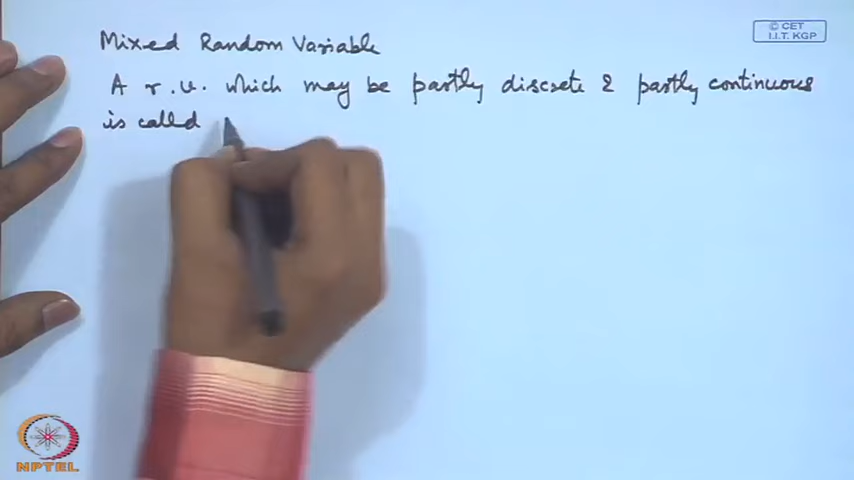 © CET
I.I.T. KGP
Mixed Random Variable
A r.v. which may be partly discrete & partly continuous
is called
NPTEL